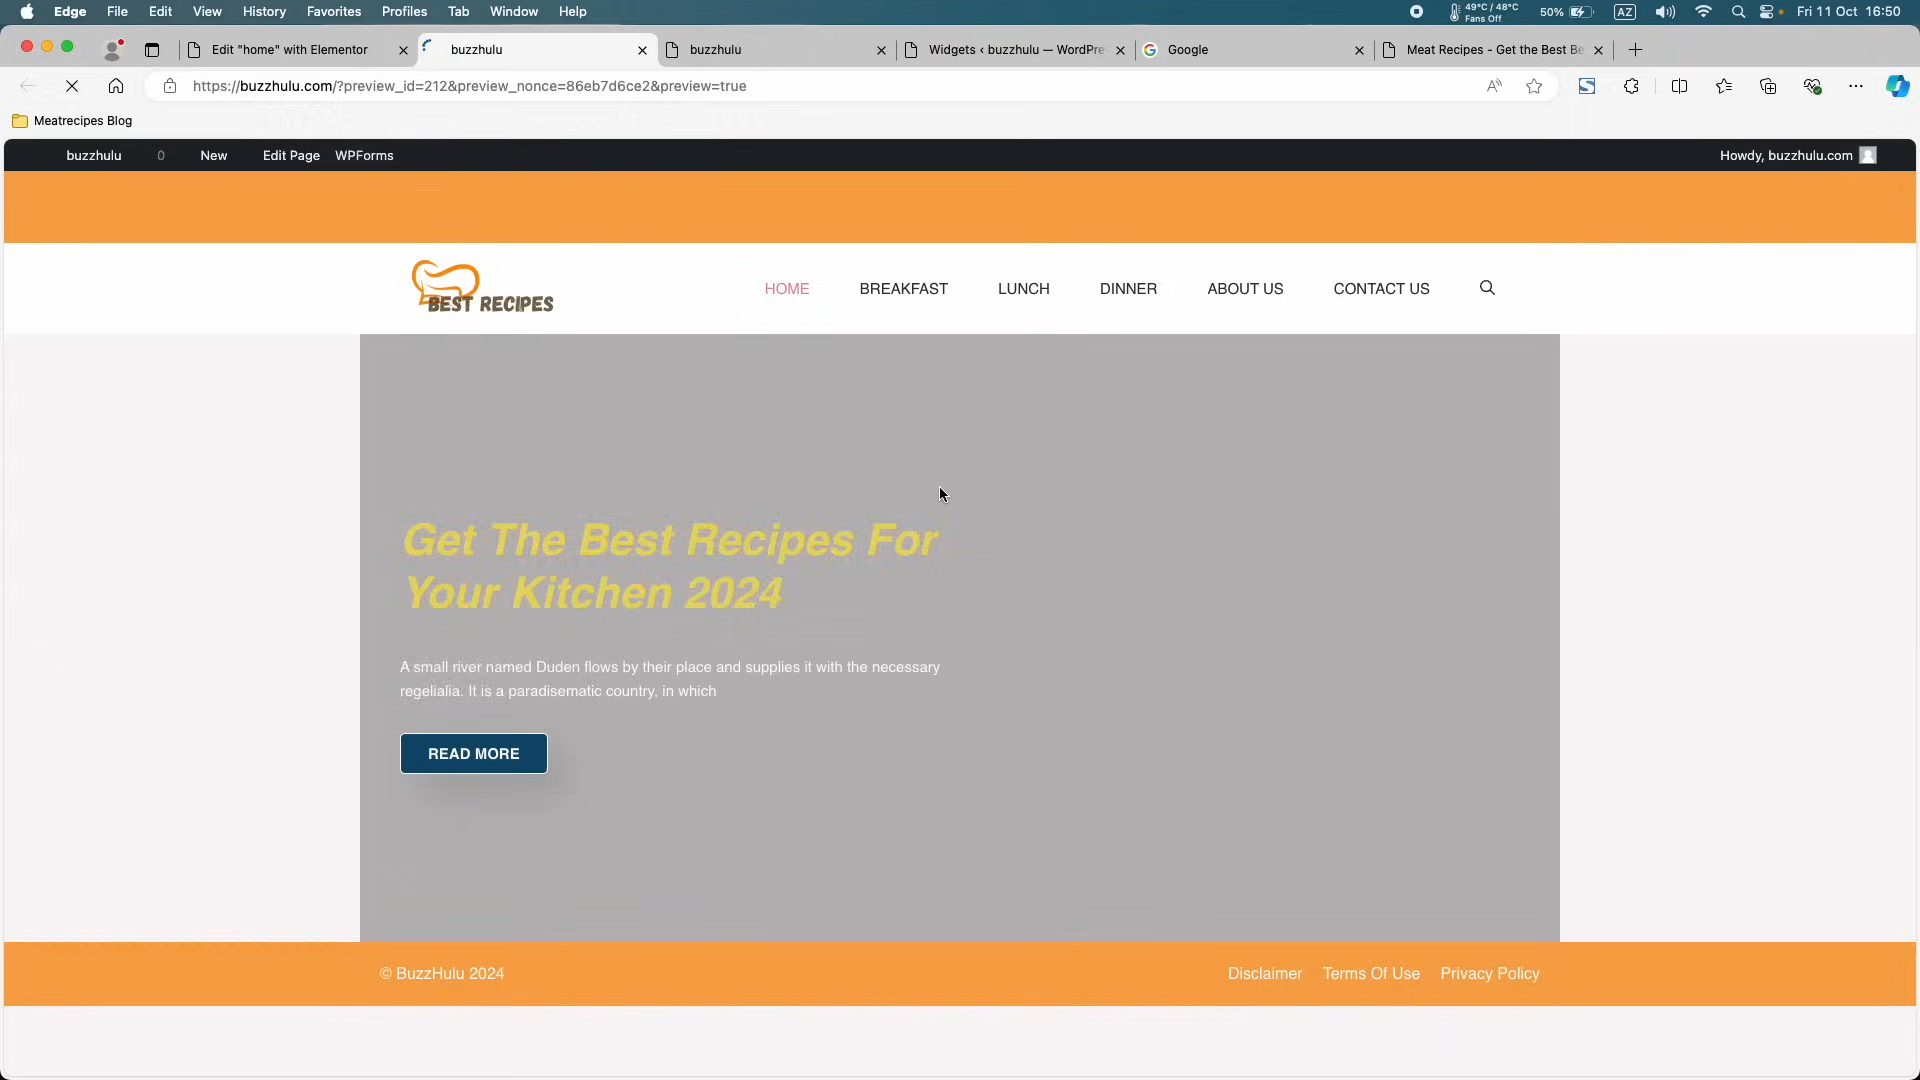 Edge File Edit View History Favorites Profiles Tab Window Help
49°C / 48°C
Fans Off
50% AZ Fri 11 Oct 16:50
Edit "home" with Elementor
buzzhulu
buzzhulu
Widgets ‹ buzzhulu — WordPre
Google
Meat Recipes - Get the Best Be
https://buzzhulu.com/?preview_id=212&preview_nonce=86eb7d6ce2&preview=true
Meatrecipes Blog
buzzhulu 0 New Edit Page WPForms Howdy, buzzhulu.com
BEST RECIPES
HOME BREAKFAST LUNCH DINNER ABOUT US CONTACT US
Get The Best Recipes For
Your Kitchen 2024
A small river named Duden flows by their place and supplies it with the necessary
regelialia. It is a paradisematic country, in which
READ MORE
© BuzzHulu 2024 Disclaimer Terms Of Use Privacy Policy